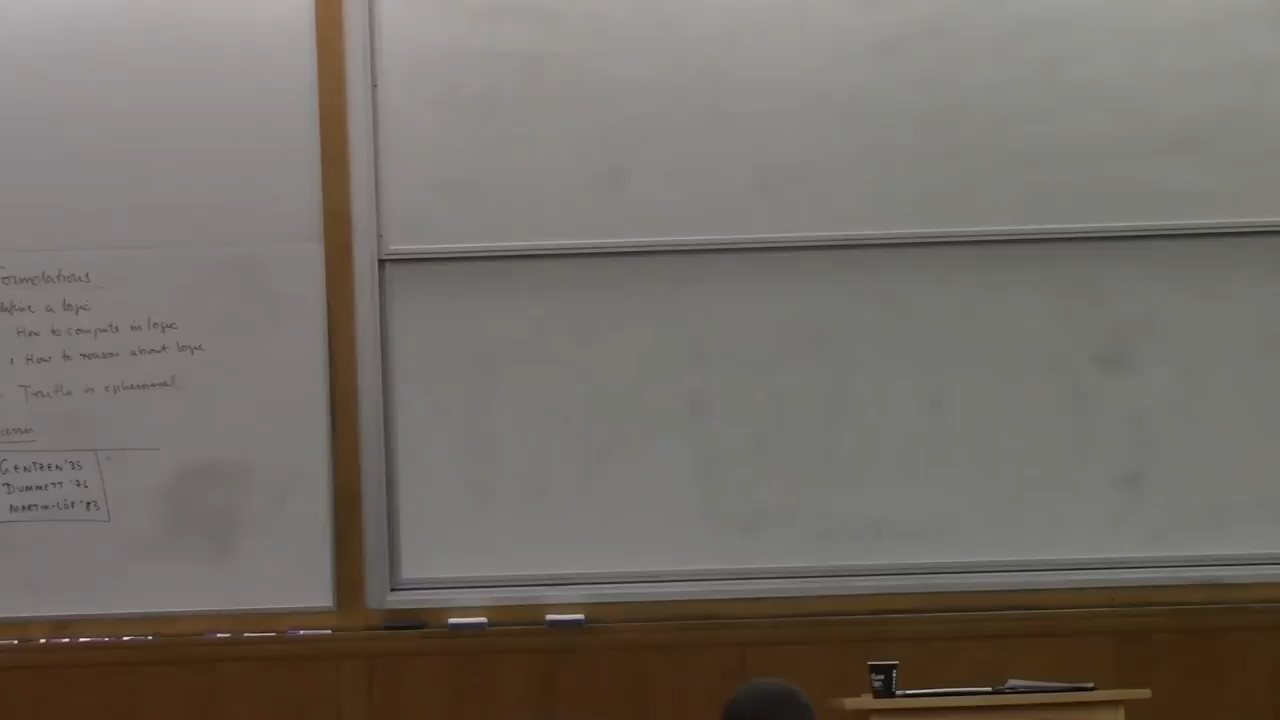 Foundations
define a logic
How to compute in logic
How to reason about logic
Truth is ephemeral
GENTZEN '35
DUMMETT '76
MARTIN-LÖF '83